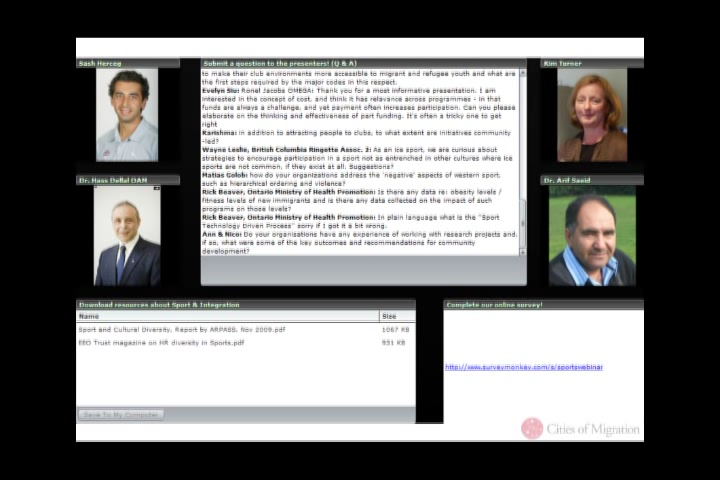 Sash Herceg
Submit a question to the presenters! (Q & A)
Kim Turner
to make their club environments more accessible to migrant and refugee youth and what are
the first steps required by the major codes in this respect.
Evelyn Siu: Ronel Jacobs OMEGA: Thank you for a most informative presentation. I am
interested in the concept of cost, and think it has relevance across programmes - in that
funds are always a challenge, and yet payment often increases participation. Can you please
elaborate on the thinking and effectiveness of part funding. It's often a tricky one to get
right
Karishma: in addition to attracting people to clubs, to what extent are initiatives community
-led?
Wayne Leslie, British Columbia Ringette Assoc. 2: As an ice sport, we are curious about
strategies to encourage participation in a sport not as entrenched in other cultures where ice
sports are not common, if they exist at all. Suggestions?
Matias Golob: how do your organizations address the 'negative' aspects of western sport,
such as hierarchical ordering and violence?
Rick Beaver, Ontario Ministry of Health Promotion: Is there any data re: obesity levels /
fitness levels of new immigrants and is there any data collected on the impact of such
programs on those levels?
Rick Beaver, Ontario Ministry of Health Promotion: In plain language what is the "Sport
Technology Driven Process" sorry if I got it a bit wrong.
Ann & Nico: Do your organisations have any experience of working with research projects and,
if so, what were some of the key outcomes and recommendations for community
development?
Dr. Hass Dellal OAM
Dr. Arif Saeid
Download resources about Sport & Integration
Name Size
Sport and Cultural Diversity, Report by ARPASS, Nov 2009.pdf 1067 KB
EEO Trust magazine on HR diversity in Sports.pdf 931 KB
Save To My Computer
Complete our online survey!
http://www.surveymonkey.com/s/sportswebinar
Cities of Migration